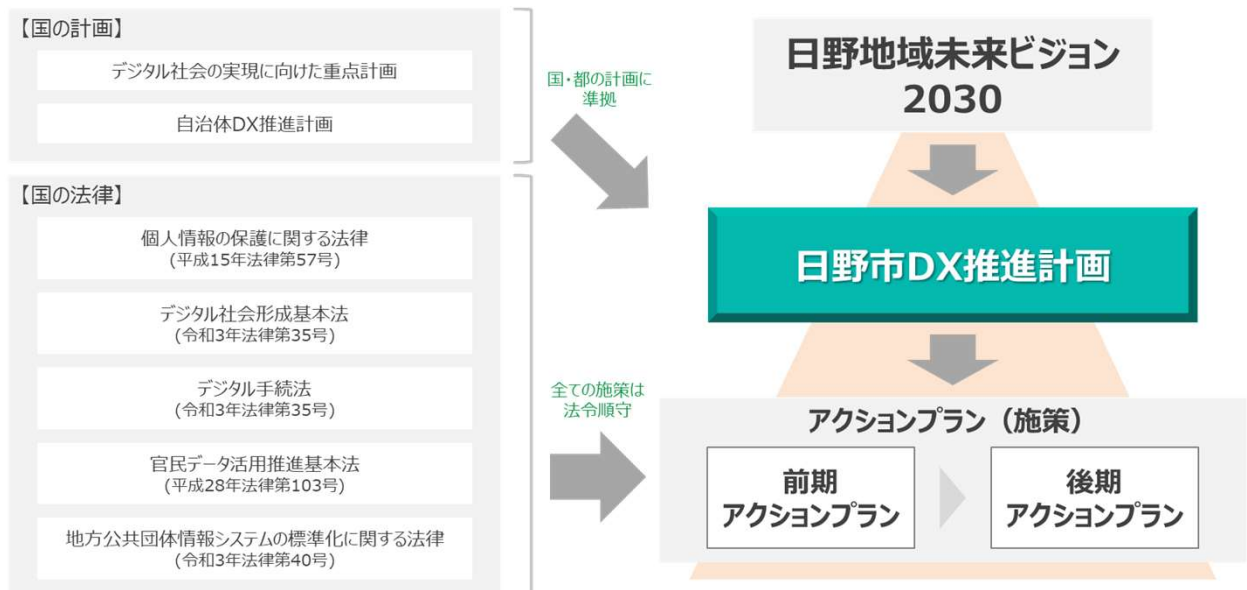 【国の計画】
デジタル社会の実現に向けた重点計画
自治体DX推進計画
国・都の計画に
準拠
【国の法律】
個人情報の保護に関する法律
(平成15年法律第57号)
デジタル社会形成基本法
(令和3年法律第35号)
デジタル手続法
(令和3年法律第35号)
官民データ活用推進基本法
(平成28年法律第103号)
地方公共団体情報システムの標準化に関する法律
(令和3年法律第40号)
全ての施策は
法令順守
日野地域未来ビジョン
2030
日野市DX推進計画
アクションプラン（施策）
前期
アクションプラン
後期
アクションプラン